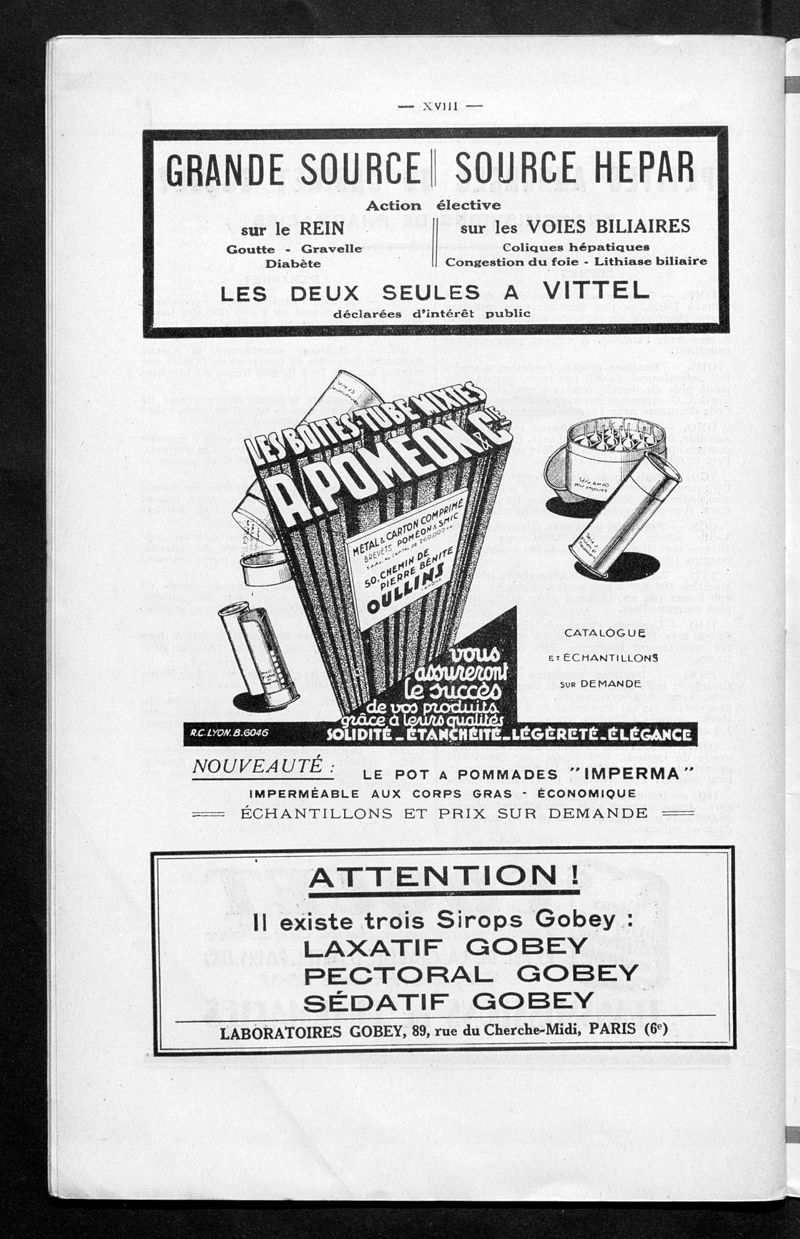 — XVIII —
GRANDE SOURCE || SOURCE HEPAR
Action élective
sur le REIN
Goutte - Gravelle
Diabète
sur les VOIES BILIAIRES
Coliques hépatiques
Congestion du foie - Lithiase biliaire
LES DEUX SEULES A VITTEL
déclarées d'intérêt public
LES BOITES-TUBE MIXTES
A. POMEON & Cie
METAL & CARTON COMPRIMÉ
BREVETS POMEON & SMIC
50, CHEMIN DE
PIERRE BÉNITE
OULLINS
CATALOGUE
ET ÉCHANTILLONS
SUR DEMANDE
vous
assureront
le succès
de vos produits
grâce à leurs qualités
R.C. LYON. B. 6046
SOLIDITÉ _ ÉTANCHÉITÉ _ LÉGÈRETÉ _ ÉLÉGANCE
NOUVEAUTÉ : LE POT A POMMADES "IMPERMA"
IMPERMÉABLE AUX CORPS GRAS - ÉCONOMIQUE
ÉCHANTILLONS ET PRIX SUR DEMANDE
ATTENTION !
Il existe trois Sirops Gobey :
LAXATIF GOBEY
PECTORAL GOBEY
SÉDATIF GOBEY
LABORATOIRES GOBEY, 89, rue du Cherche-Midi, PARIS (6e)